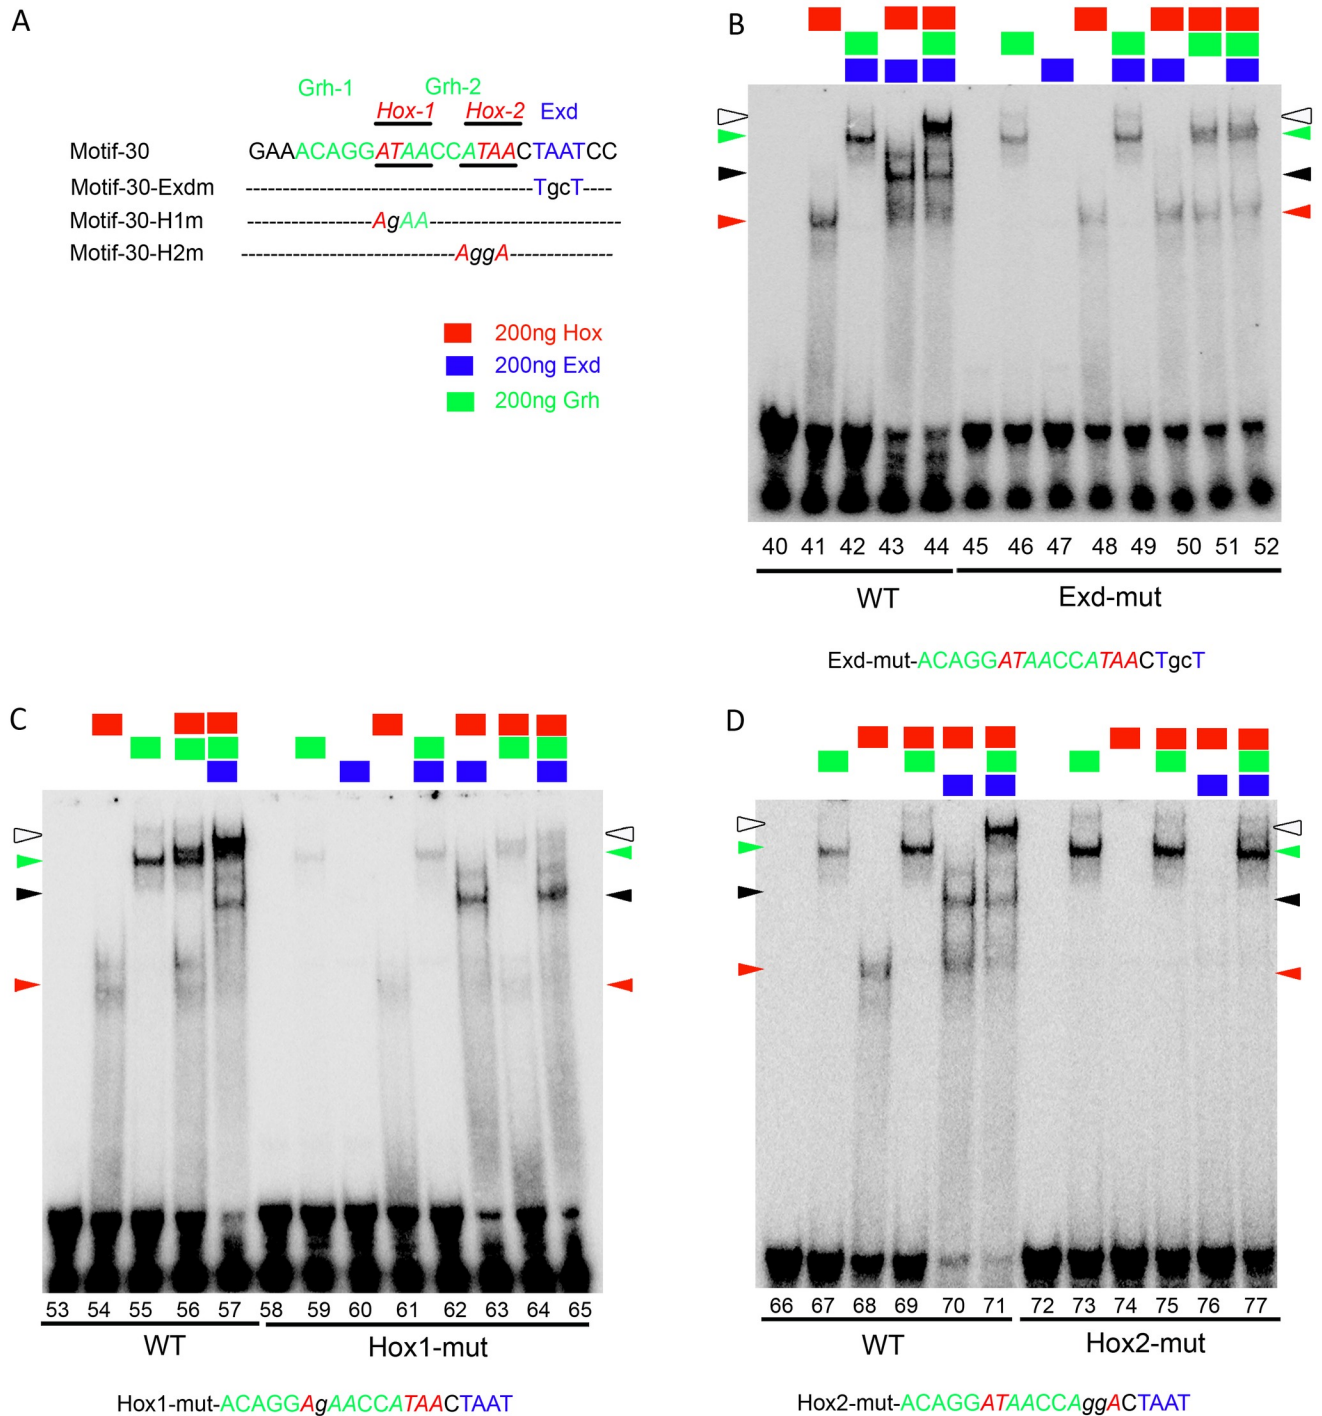 A
Grh-1 Grh-2
Hox-1 Hox-2 Exd
Motif-30 GAAACAGGATAACCATAACTAATCC
Motif-30-Exdm --------------------------------TgcT----
Motif-30-H1m --------------AgAA---------------------
Motif-30-H2m -----------------------AggA------------
200ng Hox
200ng Exd
200ng Grh
B
40 41 42 43 44 45 46 47 48 49 50 51 52
WT Exd-mut
Exd-mut-ACAGGATAACCATAACTgcT
C
53 54 55 56 57 58 59 60 61 62 63 64 65
WT Hox1-mut
Hox1-mut-ACAGGAgAACCATAACTAAT
D
66 67 68 69 70 71 72 73 74 75 76 77
WT Hox2-mut
Hox2-mut-ACAGGATAACCAggACTAAT